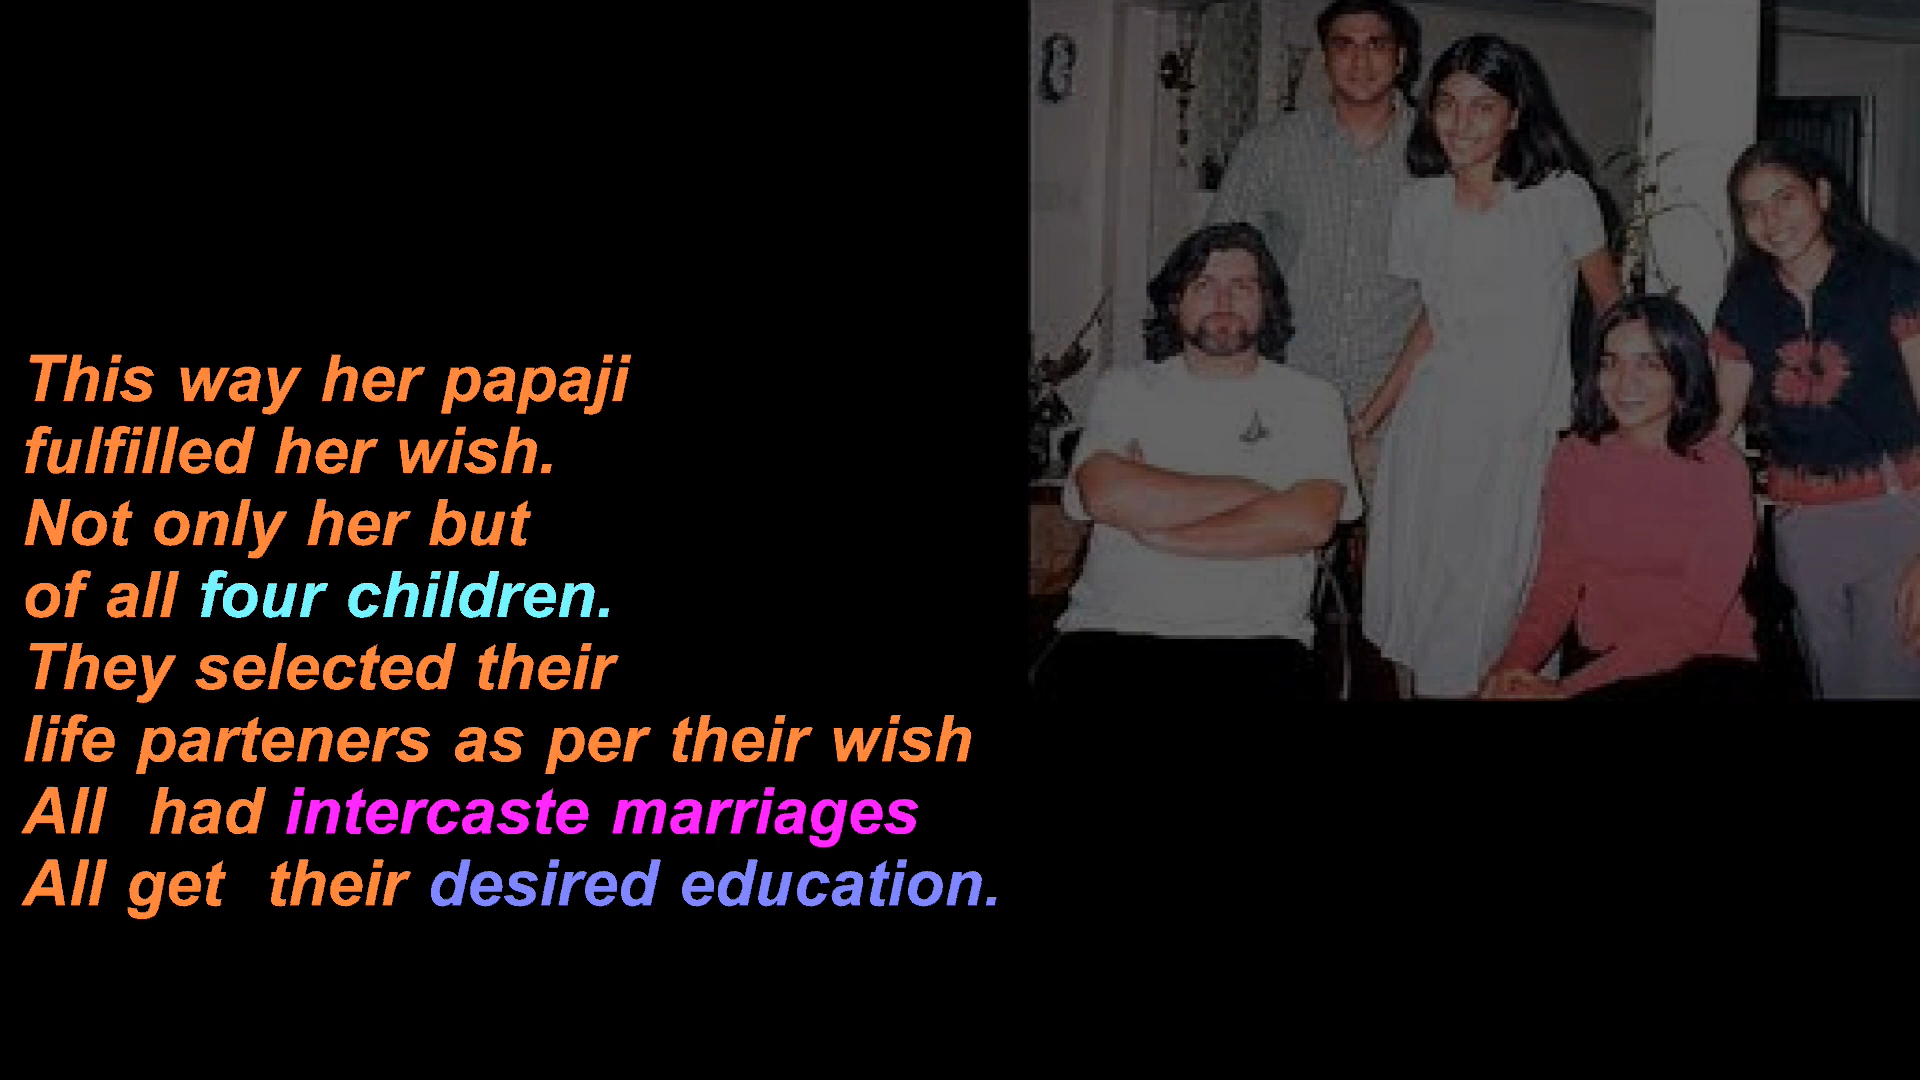 This way her papaji
fulfilled her wish.
Not only her but
of all four children.
They selected their
life parteners as per their wish
All  had intercaste marriages
All get  their desired education.